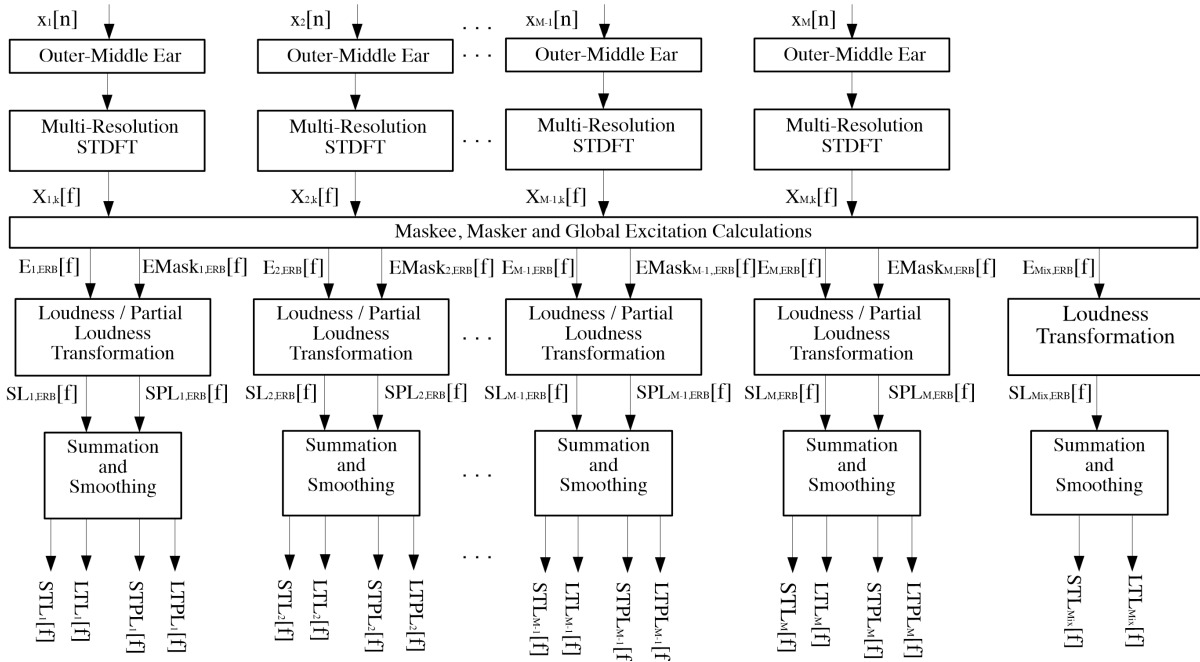 x1[n] x2[n] . . . xM-1[n] xM[n]
Outer-Middle Ear Outer-Middle Ear . . . Outer-Middle Ear Outer-Middle Ear
Multi-Resolution Multi-Resolution Multi-Resolution Multi-Resolution
STDFT STDFT . . . STDFT STDFT
X1,k[f] X2,k[f] XM-1,k[f] XM,k[f]
Maskee, Masker and Global Excitation Calculations
E1,ERB[f] EMask1,ERB[f] E2,ERB[f] EMask2,ERB[f] EM-1,ERB[f] EMaskM-1,,ERB[f] EM,ERB[f] EMaskM,ERB[f] EMix,ERB[f]
Loudness / Partial Loudness / Partial Loudness / Partial Loudness / Partial Loudness
Loudness Loudness . . . Loudness Loudness Transformation
Transformation Transformation Transformation Transformation
SL1,ERB[f] SPL1,ERB[f] SL2,ERB[f] SPL2,ERB[f] SLM-1,ERB[f] SPLM-1,ERB[f] SLM,ERB[f] SPLM,ERB[f] SLMix,ERB[f]
Summation Summation Summation Summation Summation
and and . . . and and and
Smoothing Smoothing Smoothing Smoothing Smoothing
. . .
STL1[f] LTL1[f] STPL1[f] LTPL1[f] STL2[f] LTL2[f] STPL2[f] LTPL2[f] STLM-1[f] LTLM-1[f] STPLM-1[f] LTPLM-1[f] STLM[f] LTLM[f] STPLM[f] LTPLM[f] STLMix[f] LTLMix[f]